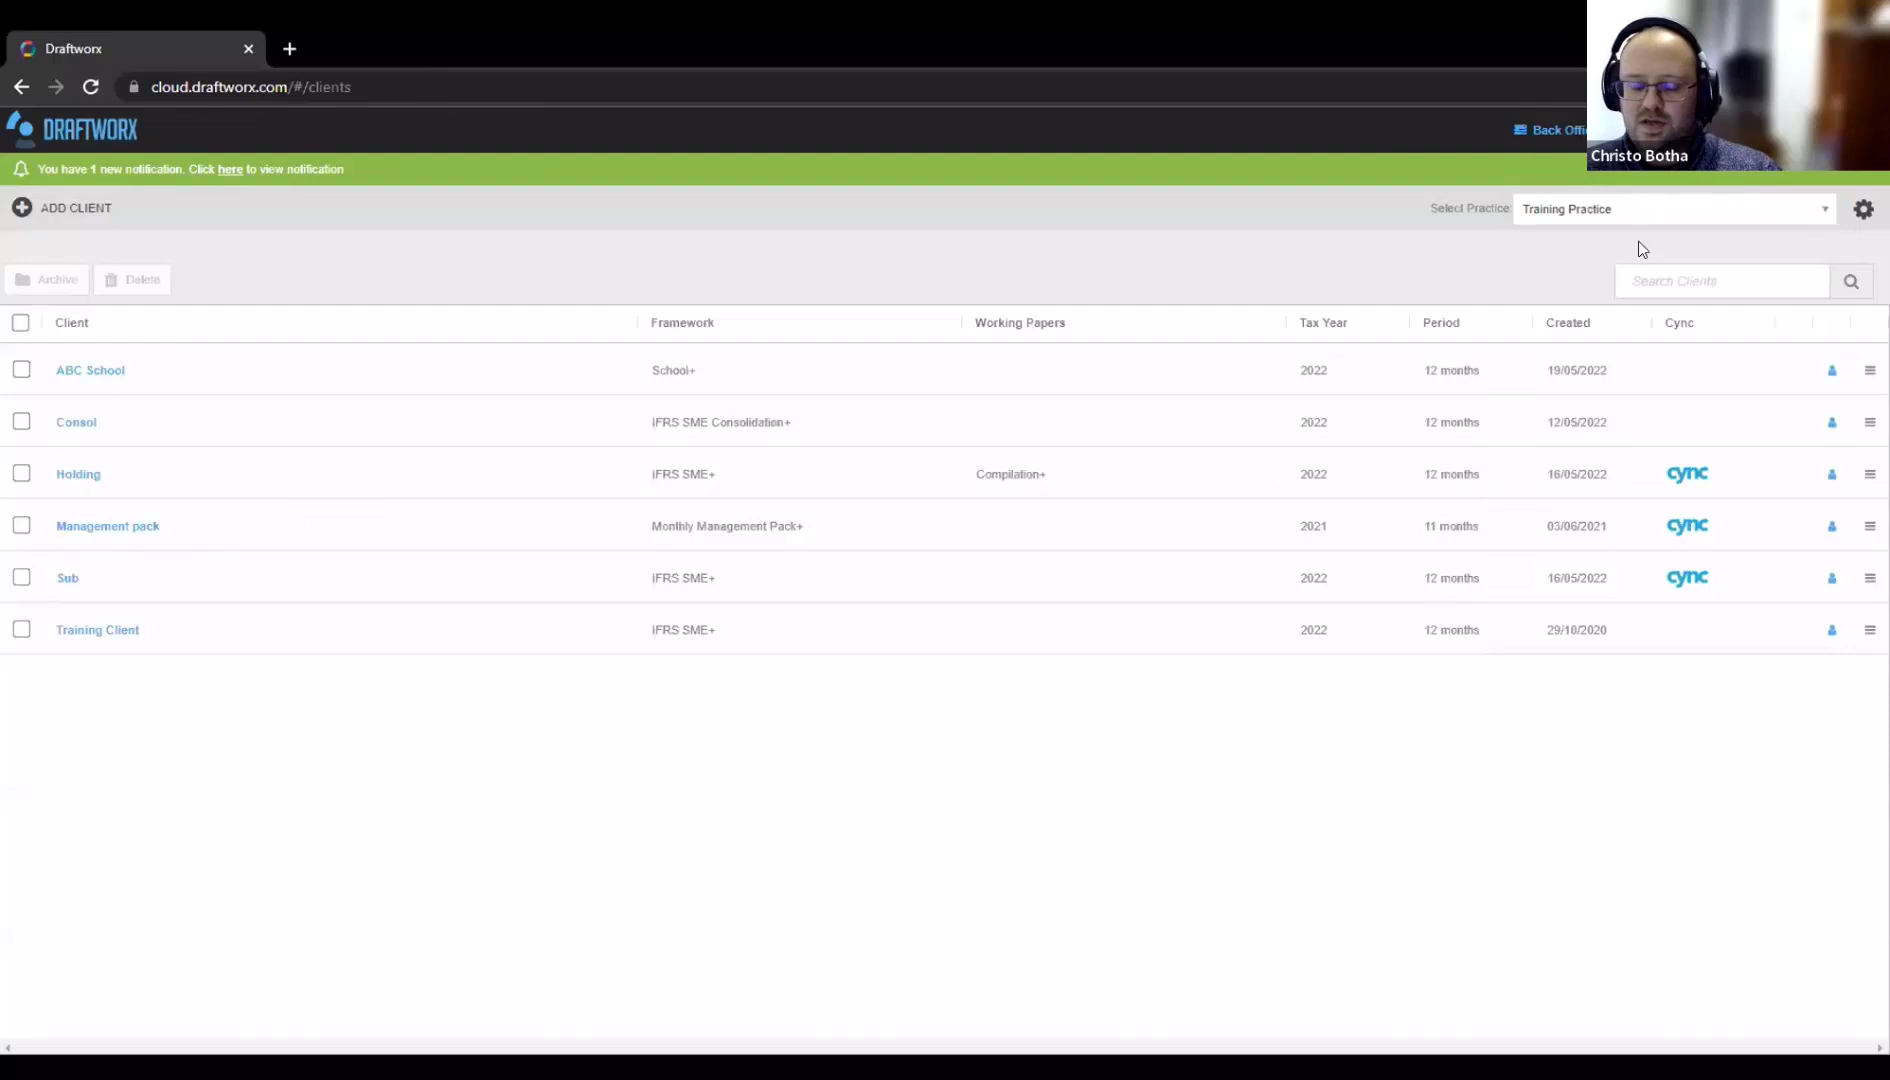 Draftworx
cloud.draftworx.com/#/clients
DRAFTWORX
Back Offi
Christo Botha
You have 1 new notification. Click here to view notification
ADD CLIENT
Select Practice:
Training Practice
Archive
Delete
Search Clients
Client Framework Working Papers Tax Year Period Created Cync
ABC School School+ 2022 12 months 19/05/2022
Consol IFRS SME Consolidation+ 2022 12 months 12/05/2022
Holding IFRS SME+ Compilation+ 2022 12 months 16/05/2022 cync
Management pack Monthly Management Pack+ 2021 11 months 03/06/2021 cync
Sub IFRS SME+ 2022 12 months 16/05/2022 cync
Training Client IFRS SME+ 2022 12 months 29/10/2020